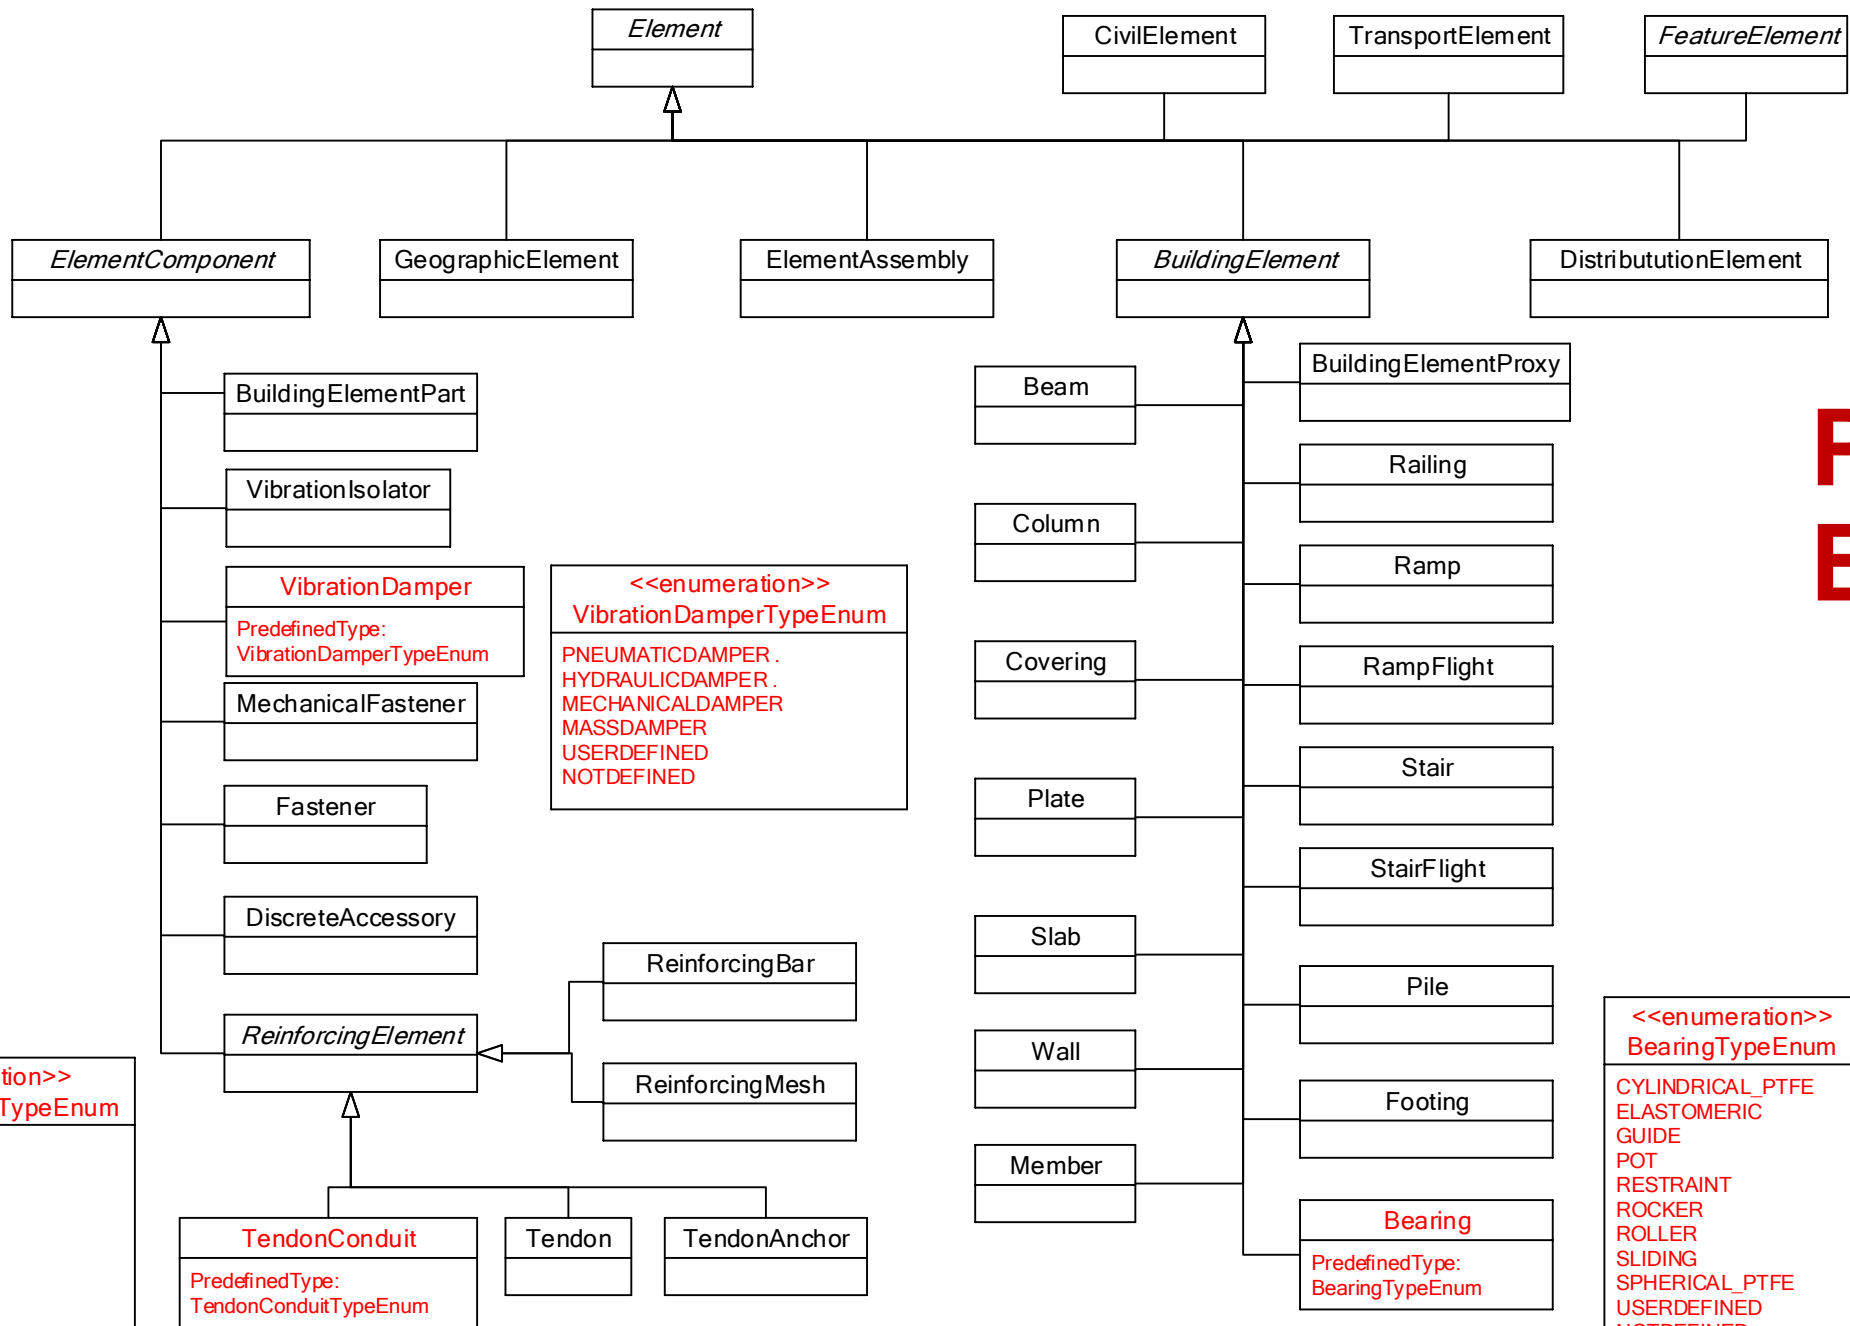 Element
CivilElement
TransportElement
FeatureElement
ElementComponent
GeographicElement
ElementAssembly
BuildingElement
DistribututionElement
BuildingElementPart
VibrationIsolator
VibrationDamper
PredefinedType:
VibrationDamperTypeEnum
MechanicalFastener
Fastener
DiscreteAccessory
ReinforcingElement
<<enumeration>>
VibrationDamperTypeEnum
PNEUMATICDAMPER .
HYDRAULICDAMPER .
MECHANICALDAMPER
MASSDAMPER
USERDEFINED
NOTDEFINED
ReinforcingBar
ReinforcingMesh
tion>>
TypeEnum
TendonConduit
PredefinedType:
TendonConduitTypeEnum
Tendon
TendonAnchor
Beam
Column
Covering
Plate
Slab
Wall
Member
BuildingElementProxy
Railing
Ramp
RampFlight
Stair
StairFlight
Pile
Footing
Bearing
PredefinedType:
BearingTypeEnum
<<enumeration>>
BearingTypeEnum
CYLINDRICAL_PTFE
ELASTOMERIC
GUIDE
POT
RESTRAINT
ROCKER
ROLLER
SLIDING
SPHERICAL_PTFE
USERDEFINED
NOTDEFINED